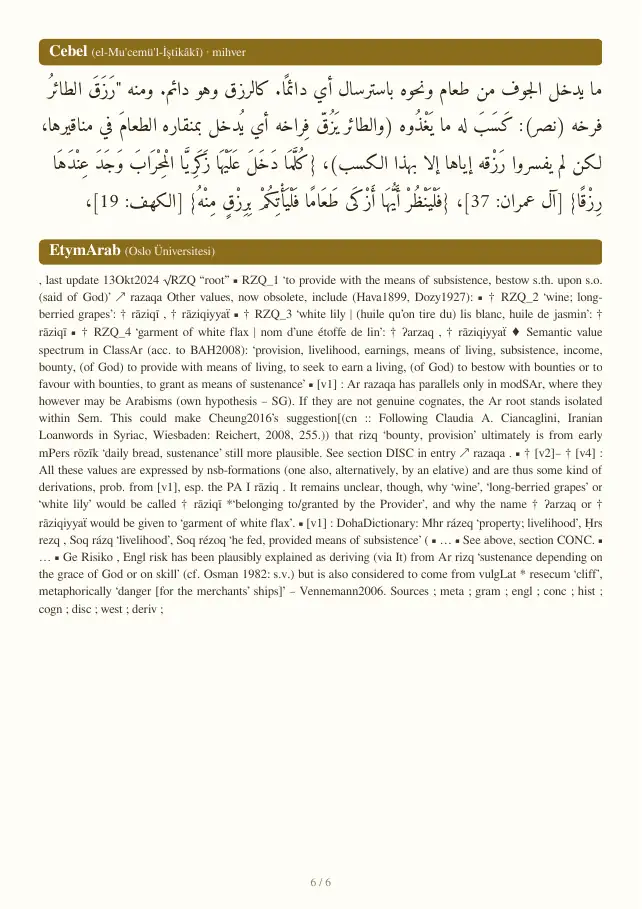 Cebel (el-Mu'cemü'l-İştikâkî) · mihver
ما يدخل الجوف من طعام ونحوه باسترسال أي دائمًا. كالرزق وهو دائم. ومنه "رَزَقَ الطائرُ
فرخه (نصر): كَسَبَ له ما يَغْذُوه (والطائر يَزُقّ فِراخه أي يُدخل بمنقاره الطعامَ في مناقيرها،
لكن لم يفسروا رَزْقه إياها إلا بهذا الكسب)، {كُلَّمَا دَخَلَ عَلَيْهَا زَكَرِيَّا الْمِحْرَابَ وَجَدَ عِنْدَهَا
رِزْقًا} [آل عمران: 37]، {فَلْيَنْظُرْ أَيُّهَا أَزْكَى طَعَامًا فَلْيَأْتِكُمْ بِرِزْقٍ مِنْهُ} [الكهف: 19]،
EtymArab (Oslo Üniversitesi)
, last update 13Okt2024 √RZQ “root” ▪ RZQ_1 ‘to provide with the means of subsistence, bestow s.th. upon s.o.
(said of God)’ ↗ razaqa Other values, now obsolete, include (Hava1899, Dozy1927): ▪ † RZQ_2 ‘wine; long-
berried grapes’: † rāziqī , † rāziqiyyaẗ ▪ † RZQ_3 ‘white lily | (huile qu’on tire du) lis blanc, huile de jasmin’: †
rāziqī ▪ † RZQ_4 ‘garment of white flax | nom d’une étoffe de lin’: † ʔarzaq , † rāziqiyyaẗ ♦ Semantic value
spectrum in ClassAr (acc. to BAH2008): ‘provision, livelihood, earnings, means of living, subsistence, income,
bounty, (of God) to provide with means of living, to seek to earn a living, (of God) to bestow with bounties or to
favour with bounties, to grant as means of sustenance’ ▪ [v1] : Ar razaqa has parallels only in modSAr, where they
however may be Arabisms (own hypothesis – SG). If they are not genuine cognates, the Ar root stands isolated
within Sem. This could make Cheung2016’s suggestion[(cn :: Following Claudia A. Ciancaglini, Iranian
Loanwords in Syriac, Wiesbaden: Reichert, 2008, 255.)) that rizq ‘bounty, provision’ ultimately is from early
mPers rōzīk ‘daily bread, sustenance’ still more plausible. See section DISC in entry ↗ razaqa . ▪ † [v2]– † [v4] :
All these values are expressed by nsb-formations (one also, alternatively, by an elative) and are thus some kind of
derivations, prob. from [v1], esp. the PA I rāziq . It remains unclear, though, why ‘wine’, ‘long-berried grapes’ or
‘white lily’ would be called † rāziqī *‘belonging to/granted by the Provider’, and why the name † ʔarzaq or †
rāziqiyyaẗ would be given to ‘garment of white flax’. ▪ [v1] : DohaDictionary: Mhr rázeq ‘property; livelihood’, Ḥrs
rezq , Soq rázq ‘livelihood’, Soq rézoq ‘he fed, provided means of subsistence’ ( ▪ … ▪ See above, section CONC. ▪
… ▪ Ge Risiko , Engl risk has been plausibly explained as deriving (via It) from Ar rizq ‘sustenance depending on
the grace of God or on skill’ (cf. Osman 1982: s.v.) but is also considered to come from vulgLat * resecum ‘cliff’,
metaphorically ‘danger [for the merchants’ ships]’ – Vennemann2006. Sources ; meta ; gram ; engl ; conc ; hist ;
cogn ; disc ; west ; deriv ;
6 / 6